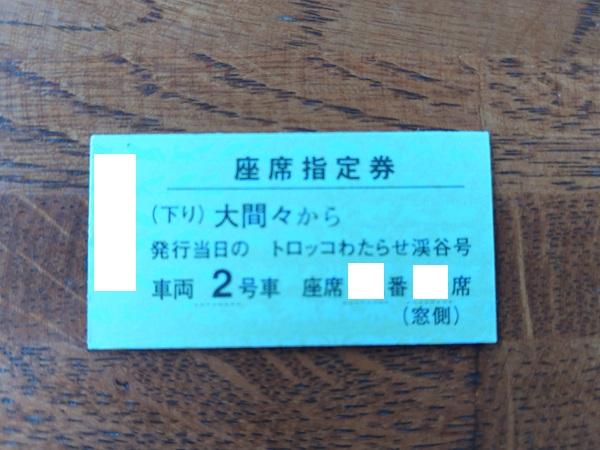 座席指定券
(下り) 大間々から
発行当日の トロッコわたらせ渓谷号
車両 2号車 座席 番 席
(窓側)